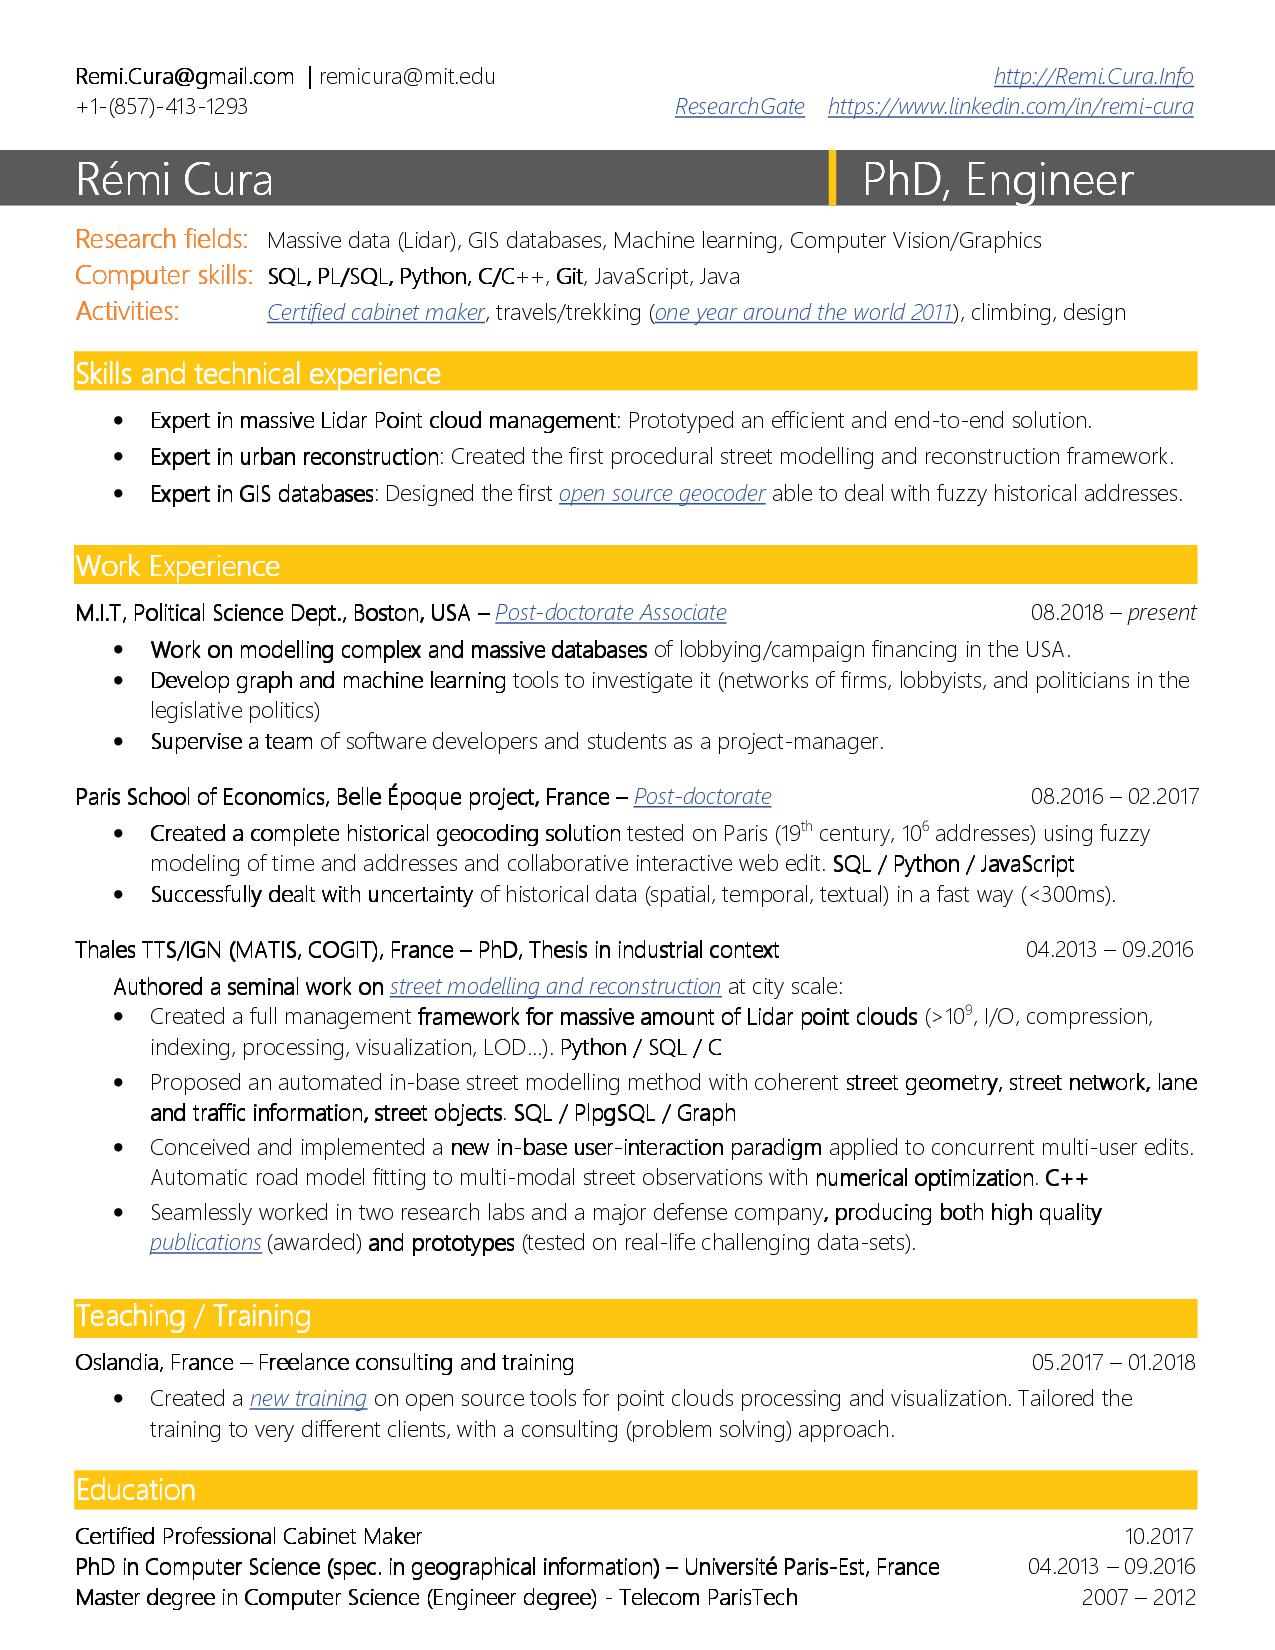 Remi.Cura@gmail.com | remicura@mit.edu http://Remi.Cura.Info
+1-(857)-413-1293 ResearchGate https://www.linkedin.com/in/remi-cura
Rémi Cura PhD, Engineer
Research fields: Massive data (Lidar), GIS databases, Machine learning, Computer Vision/Graphics
Computer skills: SQL, PL/SQL, Python, C/C++, Git, JavaScript, Java
Activities: Certified cabinet maker, travels/trekking (one year around the world 2011), climbing, design
Skills and technical experience
• Expert in massive Lidar Point cloud management: Prototyped an efficient and end-to-end solution.
• Expert in urban reconstruction: Created the first procedural street modelling and reconstruction framework.
• Expert in GIS databases: Designed the first open source geocoder able to deal with fuzzy historical addresses.
Work Experience
M.I.T, Political Science Dept., Boston, USA – Post-doctorate Associate 08.2018 – present
• Work on modelling complex and massive databases of lobbying/campaign financing in the USA.
• Develop graph and machine learning tools to investigate it (networks of firms, lobbyists, and politicians in the
legislative politics)
• Supervise a team of software developers and students as a project-manager.
Paris School of Economics, Belle Époque project, France – Post-doctorate 08.2016 – 02.2017
• Created a complete historical geocoding solution tested on Paris (19th century, 10⁶ addresses) using fuzzy
modeling of time and addresses and collaborative interactive web edit. SQL / Python / JavaScript
• Successfully dealt with uncertainty of historical data (spatial, temporal, textual) in a fast way (<300ms).
Thales TTS/IGN (MATIS, COGIT), France – PhD, Thesis in industrial context 04.2013 – 09.2016
Authored a seminal work on street modelling and reconstruction at city scale:
• Created a full management framework for massive amount of Lidar point clouds (>10⁹, I/O, compression,
indexing, processing, visualization, LOD...). Python / SQL / C
• Proposed an automated in-base street modelling method with coherent street geometry, street network, lane
and traffic information, street objects. SQL / PlpgSQL / Graph
• Conceived and implemented a new in-base user-interaction paradigm applied to concurrent multi-user edits.
Automatic road model fitting to multi-modal street observations with numerical optimization. C++
• Seamlessly worked in two research labs and a major defense company, producing both high quality
publications (awarded) and prototypes (tested on real-life challenging data-sets).
Teaching / Training
Oslandia, France – Freelance consulting and training 05.2017 – 01.2018
• Created a new training on open source tools for point clouds processing and visualization. Tailored the
training to very different clients, with a consulting (problem solving) approach.
Education
Certified Professional Cabinet Maker 10.2017
PhD in Computer Science (spec. in geographical information) – Université Paris-Est, France 04.2013 – 09.2016
Master degree in Computer Science (Engineer degree) - Telecom ParisTech 2007 – 2012